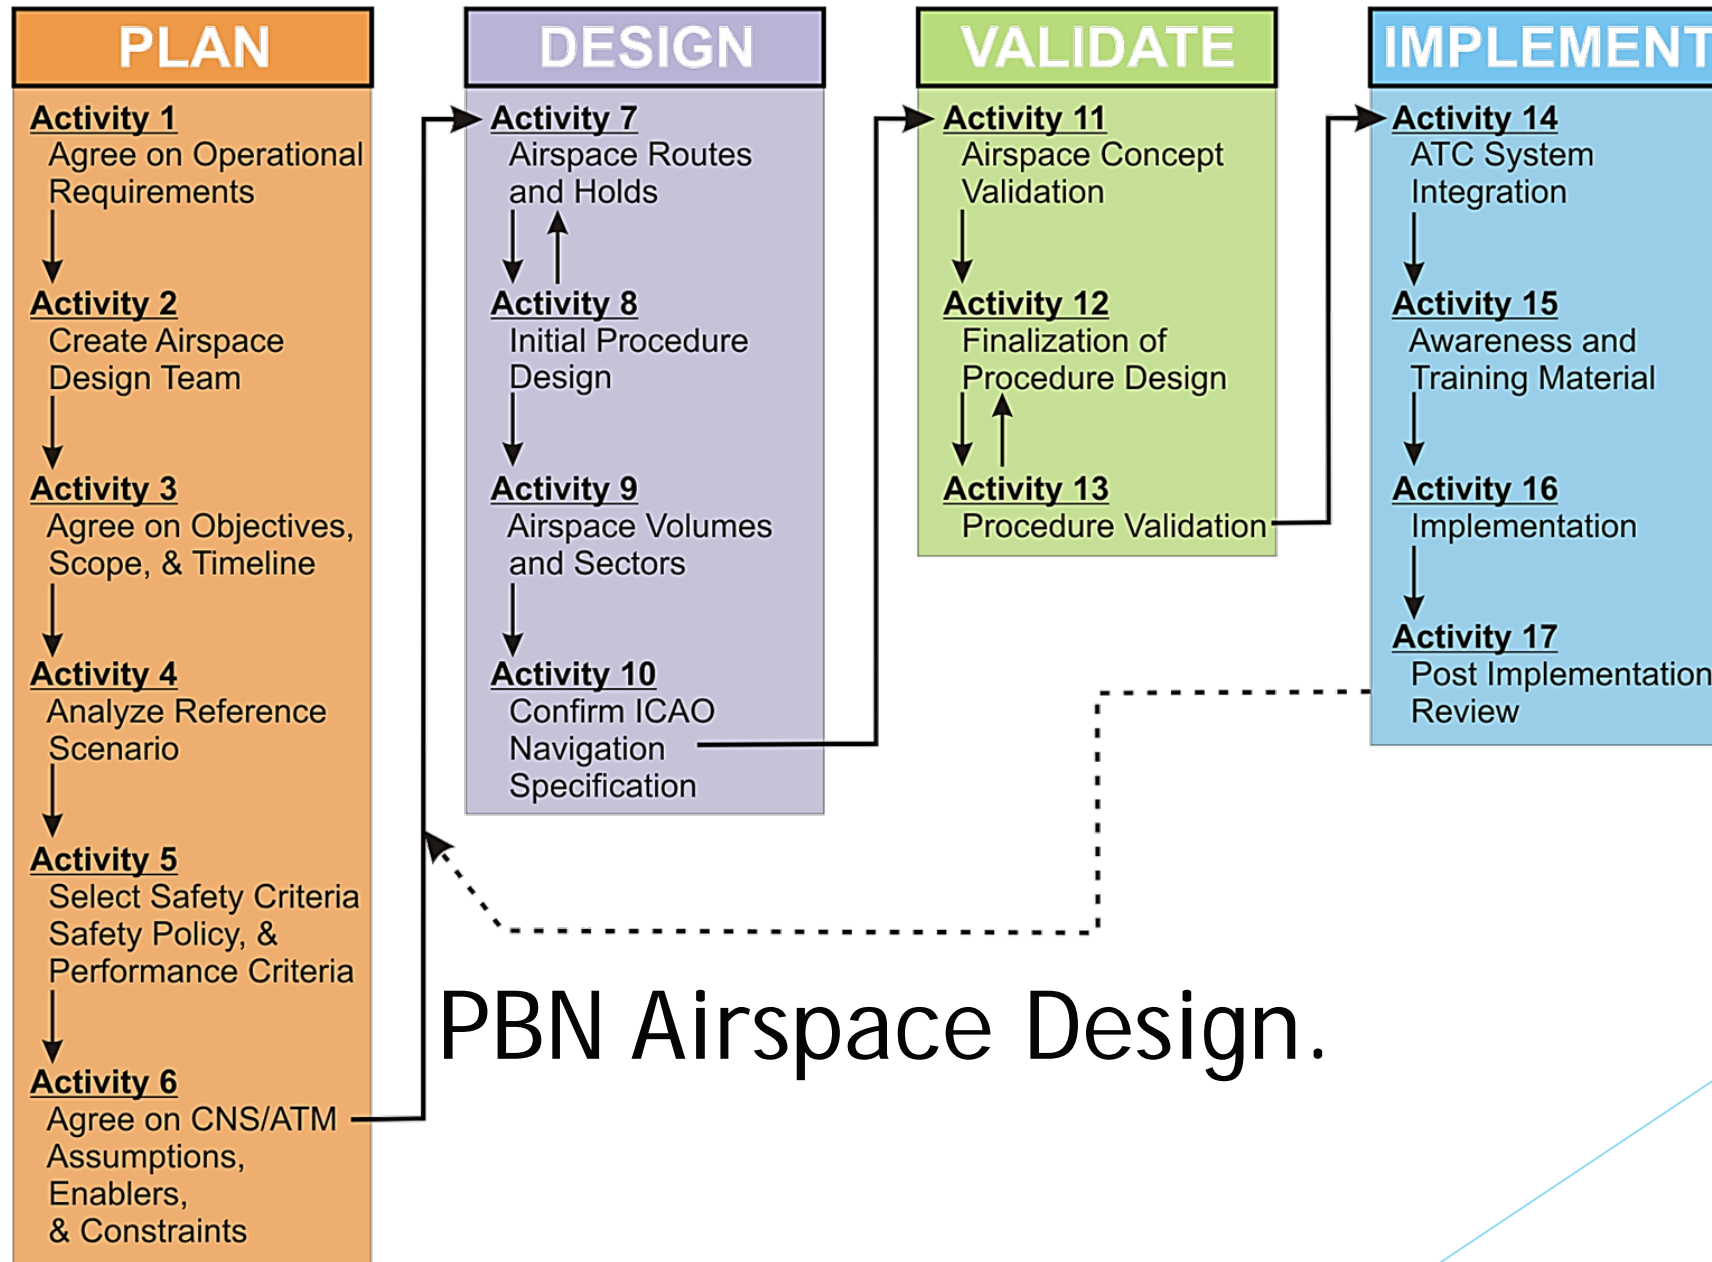 PLAN
Activity 1
Agree on Operational
Requirements
Activity 2
Create Airspace
Design Team
Activity 3
Agree on Objectives,
Scope, & Timeline
Activity 4
Analyze Reference
Scenario
Activity 5
Select Safety Criteria
Safety Policy, &
Performance Criteria
Activity 6
Agree on CNS/ATM
Assumptions,
Enablers,
& Constraints
DESIGN
Activity 7
Airspace Routes
and Holds
Activity 8
Initial Procedure
Design
Activity 9
Airspace Volumes
and Sectors
Activity 10
Confirm ICAO
Navigation
Specification
VALIDATE
Activity 11
Airspace Concept
Validation
Activity 12
Finalization of
Procedure Design
Activity 13
Procedure Validation
IMPLEMENT
Activity 14
ATC System
Integration
Activity 15
Awareness and
Training Material
Activity 16
Implementation
Activity 17
Post Implementation
Review
PBN Airspace Design.